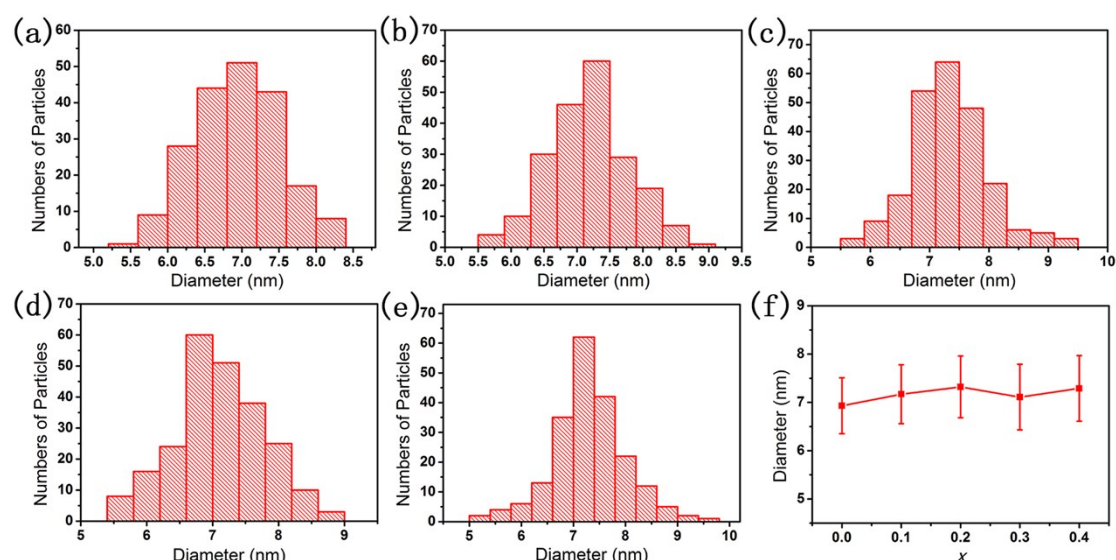 (a)
60
50
40
30
20
10
0
Numbers of Particles
5.0 5.5 6.0 6.5 7.0 7.5 8.0 8.5
Diameter (nm)
(b)
70
60
50
40
30
20
10
0
Numbers of Particles
5.0 5.5 6.0 6.5 7.0 7.5 8.0 8.5 9.0 9.5
Diameter (nm)
(c)
70
60
50
40
30
20
10
0
Numbers of Particles
5 6 7 8 9 10
Diameter (nm)
(d)
70
60
50
40
30
20
10
0
Numbers of Particles
5 6 7 8 9
Diameter (nm)
(e)
70
60
50
40
30
20
10
0
Numbers of Particles
5 6 7 8 9 10
Diameter (nm)
(f)
9
8
7
6
5
Diameter (nm)
0.0 0.1 0.2 0.3 0.4
x